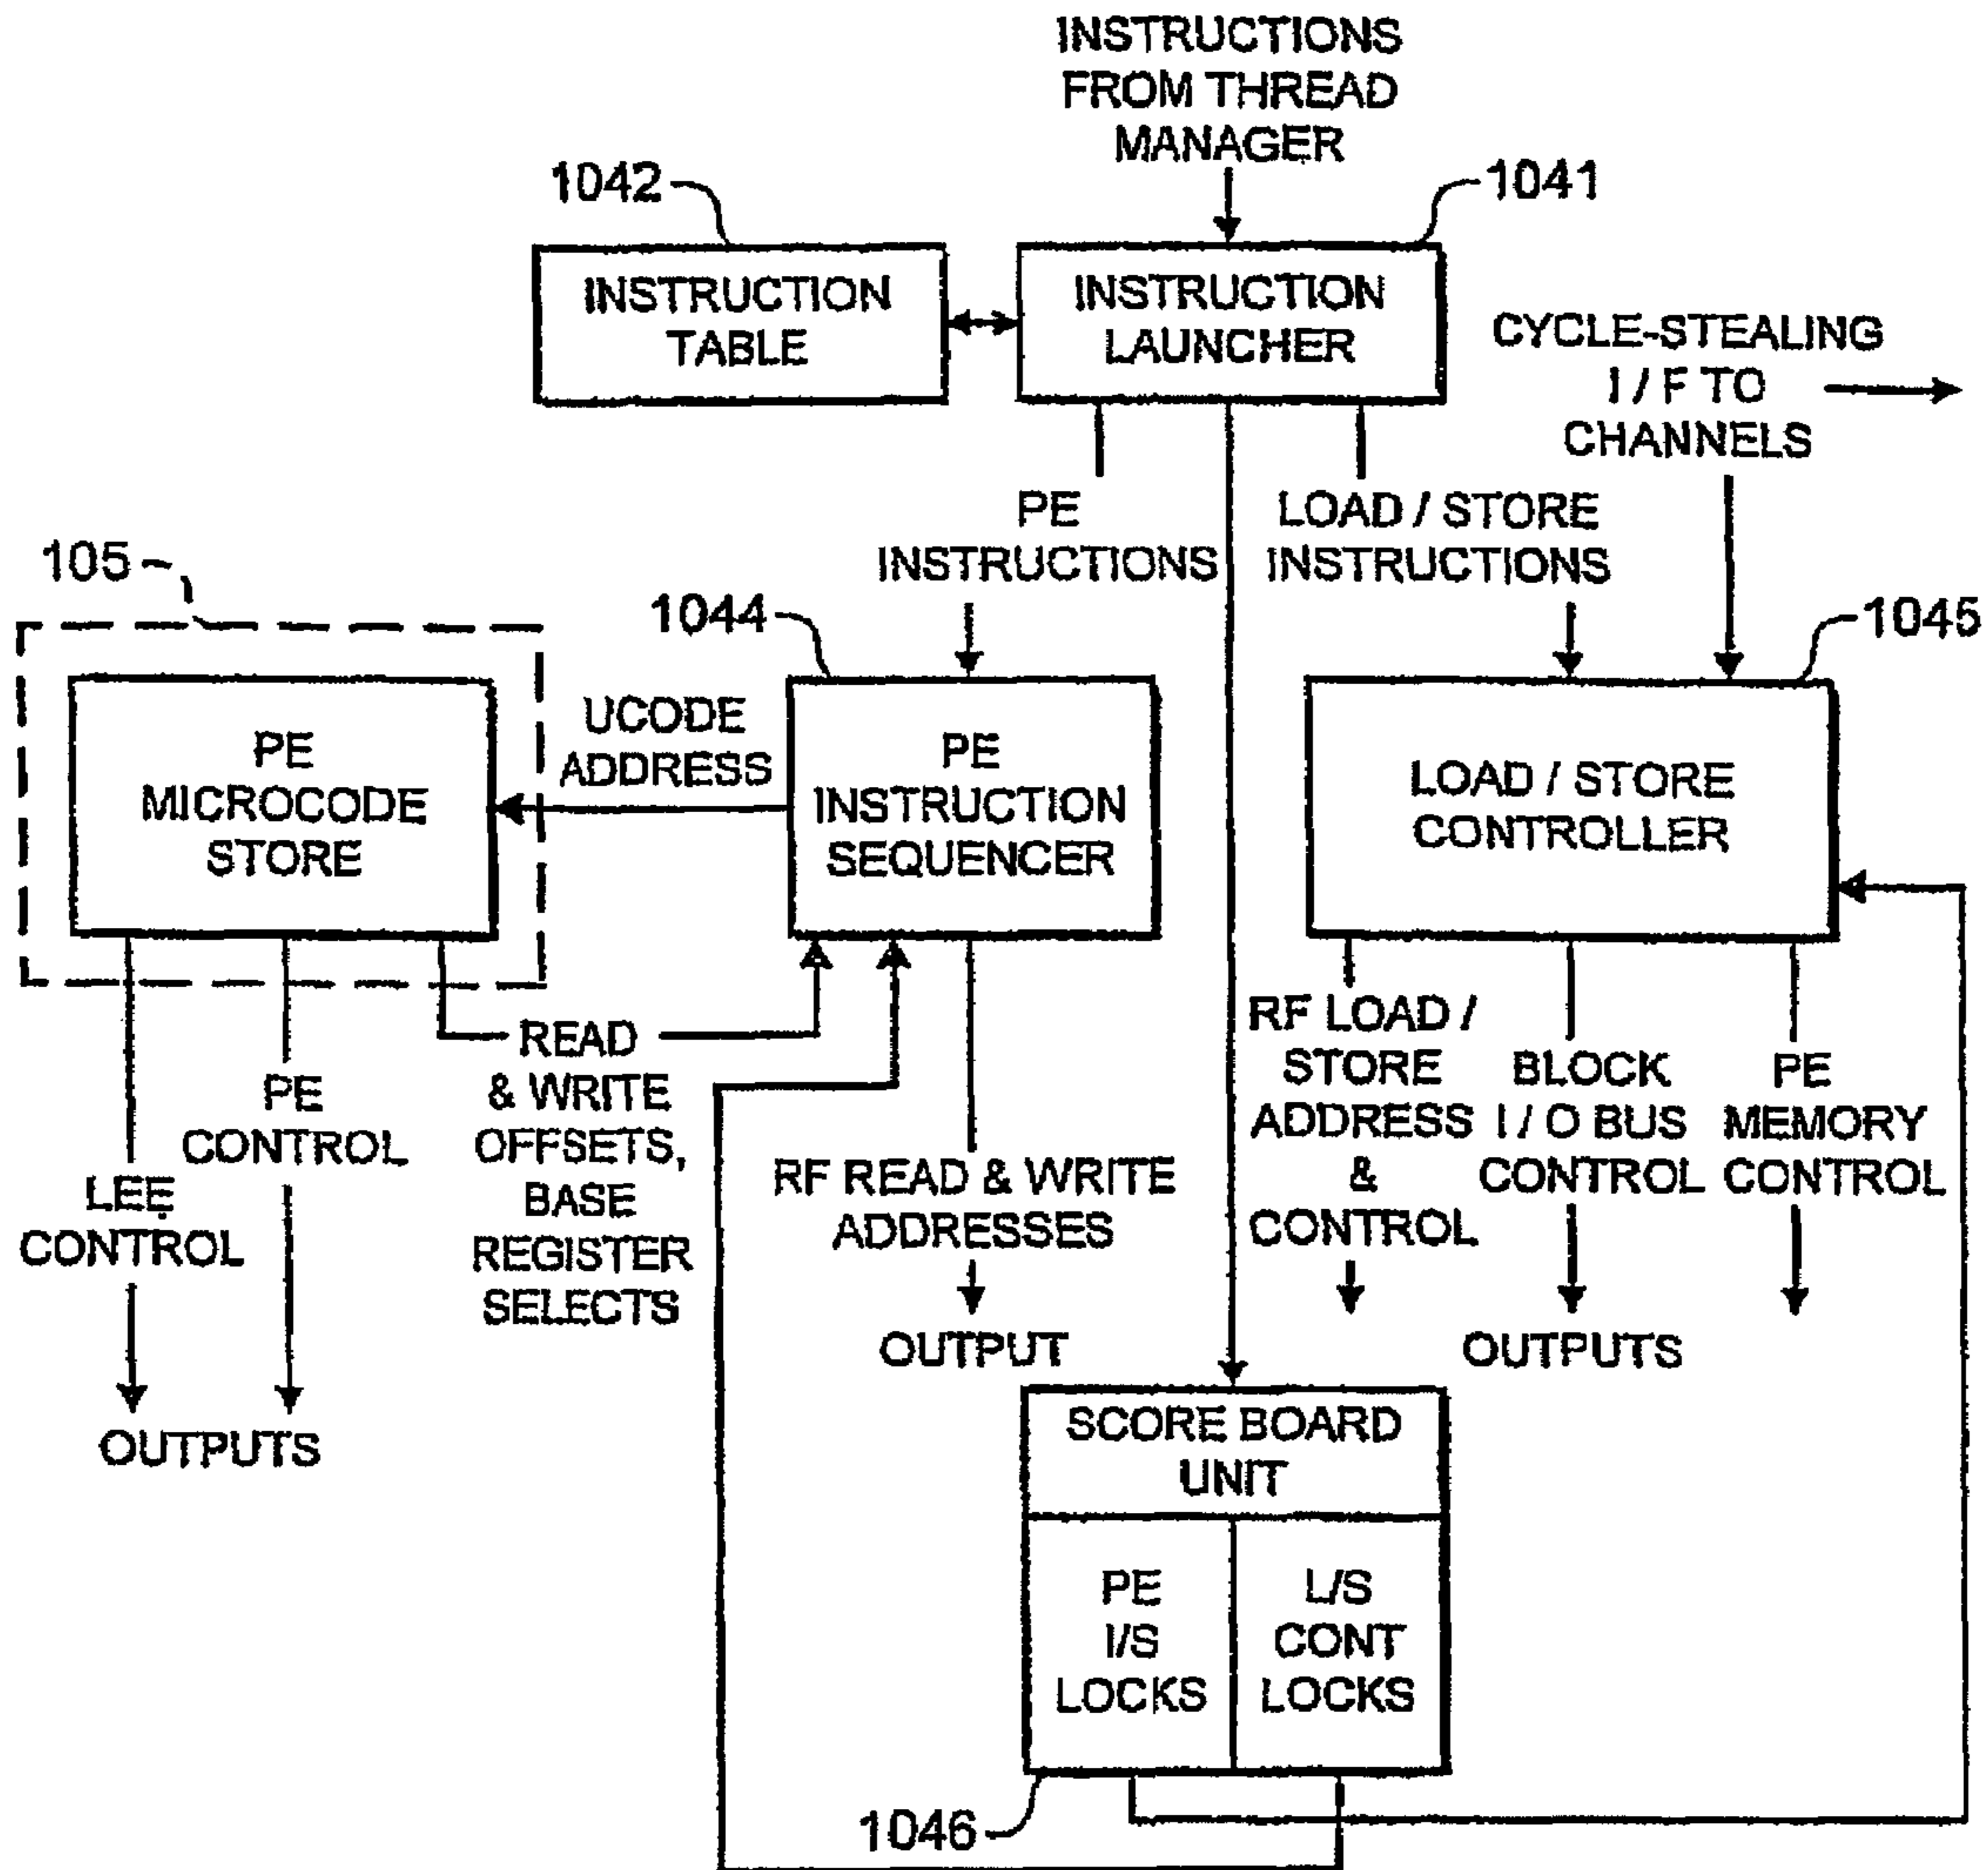 INSTRUCTIONS
FROM THREAD
MANAGER
1042
1041
INSTRUCTION
TABLE
INSTRUCTION
LAUNCHER
CYCLE-STEALING
I / F TO
CHANNELS
PE
INSTRUCTIONS
LOAD / STORE
INSTRUCTIONS
105
1044
1045
PE
MICROCODE
STORE
UCODE
ADDRESS
PE
INSTRUCTION
SEQUENCER
LOAD / STORE
CONTROLLER
LEE
CONTROL
PE
CONTROL
READ
& WRITE
OFFSETS,
BASE
REGISTER
SELECTS
RF READ & WRITE
ADDRESSES
RF LOAD /
STORE
ADDRESS
&
CONTROL
BLOCK
I / O BUS
CONTROL
PE
MEMORY
CONTROL
OUTPUTS
OUTPUT
OUTPUTS
SCORE BOARD
UNIT
PE
I/S
LOCKS
L/S
CONT
LOCKS
1046